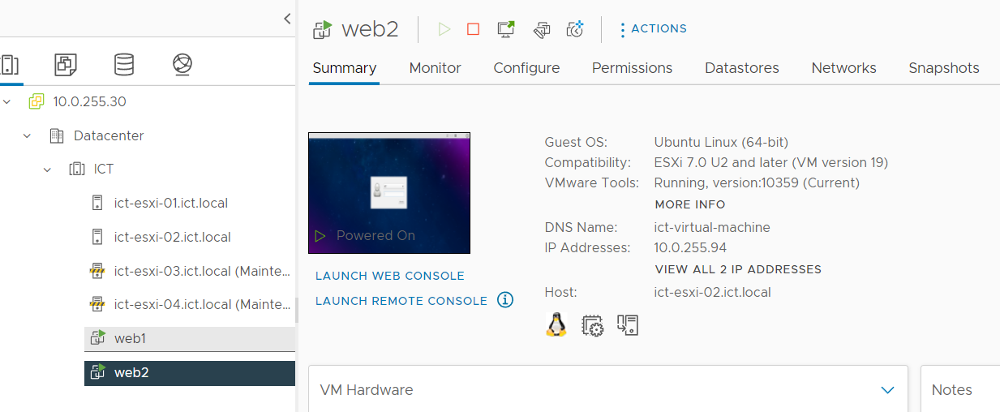 web2
ACTIONS
Summary Monitor Configure Permissions Datastores Networks Snapshots
10.0.255.30
Datacenter
ICT
ict-esxi-01.ict.local
ict-esxi-02.ict.local
ict-esxi-03.ict.local (Mainte...
ict-esxi-04.ict.local (Mainte...
web1
web2
Powered On
LAUNCH WEB CONSOLE
LAUNCH REMOTE CONSOLE
Guest OS: Ubuntu Linux (64-bit)
Compatibility: ESXi 7.0 U2 and later (VM version 19)
VMware Tools: Running, version:10359 (Current)
MORE INFO
DNS Name: ict-virtual-machine
IP Addresses: 10.0.255.94
VIEW ALL 2 IP ADDRESSES
Host: ict-esxi-02.ict.local
VM Hardware
Notes